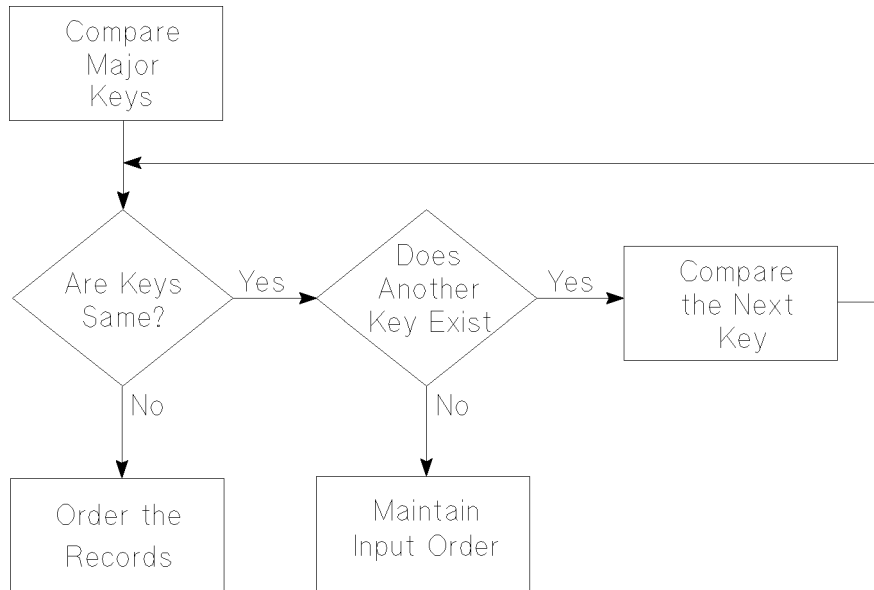 Compare
Major
Keys
Are Keys
Same?
Yes
Does
Another
Key Exist
Yes
Compare
the Next
Key
No
No
Order the
Records
Maintain
Input Order